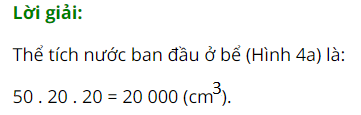 Lời giải:
Thể tích nước ban đầu ở bể (Hình 4a) là:
50 . 20 . 20 = 20 000 (cm³).